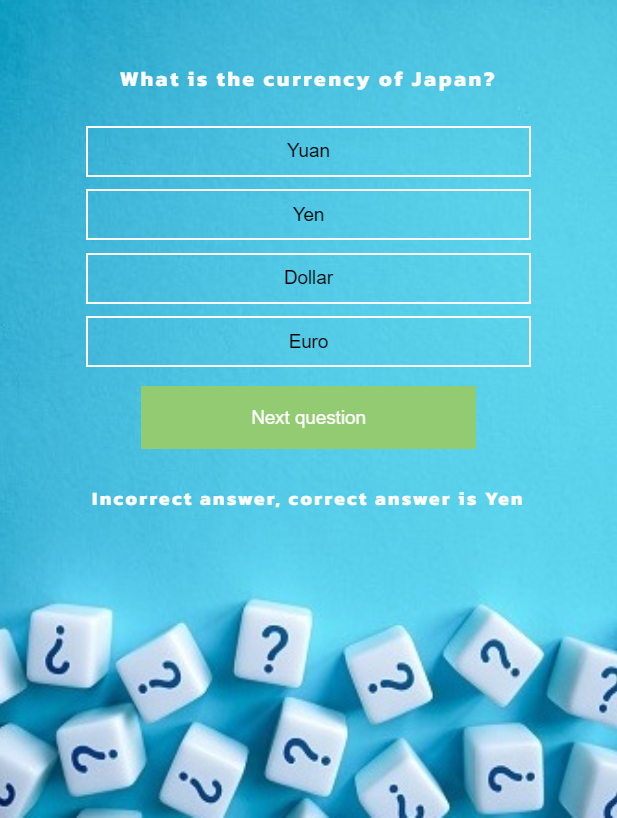 What is the currency of Japan?
Yuan
Yen
Dollar
Euro
Next question
Incorrect answer, correct answer is Yen
? ? ? ? ? ?
? ? ? ? ? ?